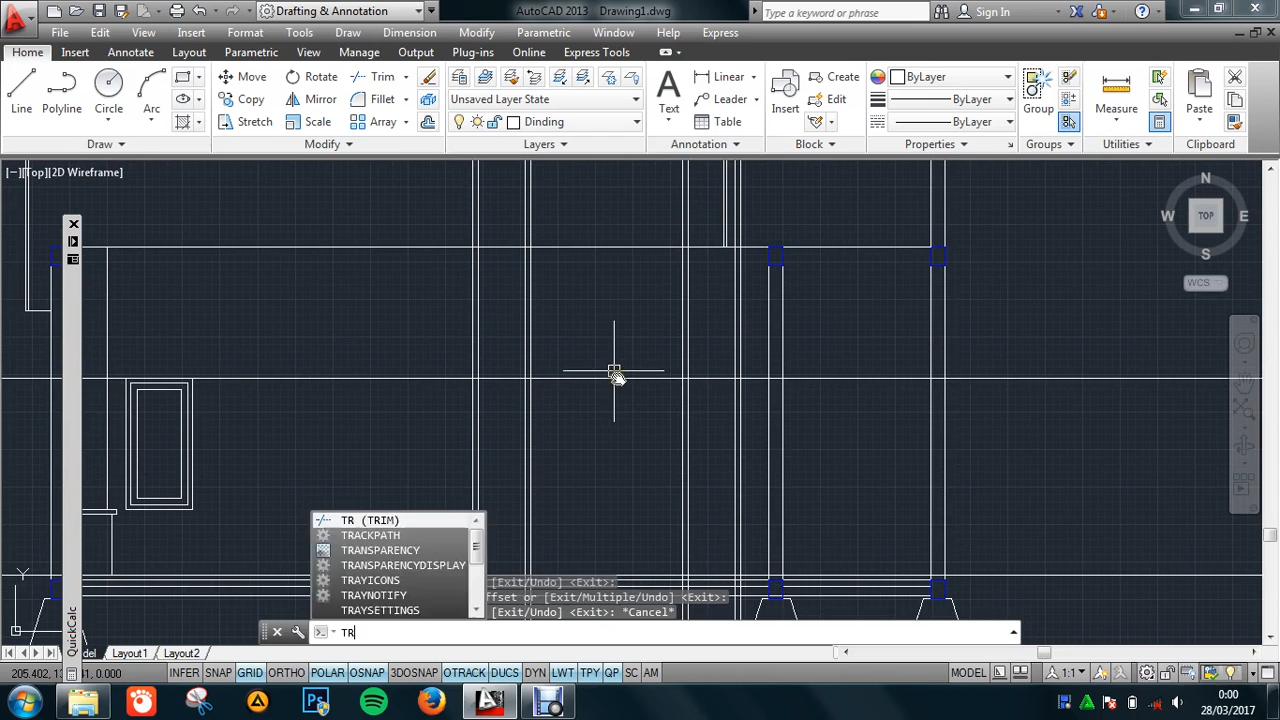 Drafting & Annotation
AutoCAD 2013 Drawing1.dwg
Type a keyword or phrase
Sign In
File Edit View Insert Format Tools Draw Dimension Modify Parametric Window Help Express
Home Insert Annotation Layout Parametric View Manage Output Plug-ins Online Express Tools
Line
Polyline
Circle
Arc
Draw
Move
Rotate
Trim
Copy
Mirror
Fillet
Stretch
Scale
Array
Modify
Unsaved Layer State
Dinding
Layers
Text
Linear
Leader
Table
Annotation
Insert
Create
Edit
Block
ByLayer
ByLayer
ByLayer
Properties
Group
Groups
Measure
Utilities
Paste
Clipboard
[−][Top][2D Wireframe]
N
W
TOP
E
S
WCS
QuickCalc
TR (TRIM)
TRACKPATH
TRANSPARENCY
TRANSPARENCYDISPLAY
TRAYICONS
TRAYNOTIFY
TRAYSETTINGS
[Exit/Undo] <Exit>:
ffset or [Exit/Multiple/Undo] <Exit>:
[Exit/Undo] <Exit>: *Cancel*
TR
del Layout1 Layout2
INFER SNAP GRID ORTHO POLAR OSNAP 3DOSNAP OTRACK DUCS DYN LWT TPY QP SC AM
MODEL
1:1
0:00
28/03/2017